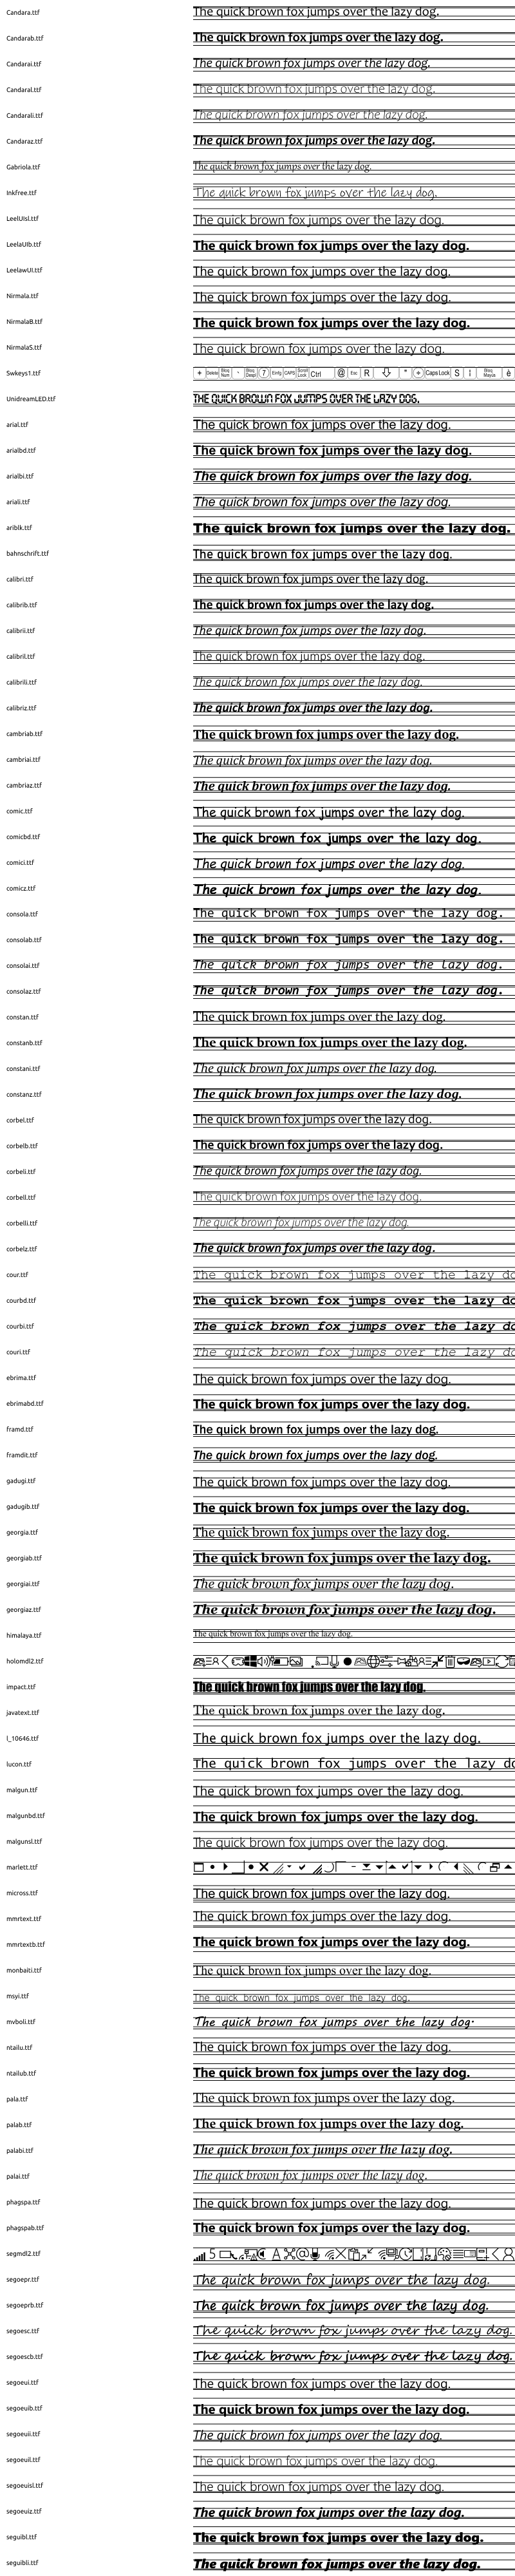 Candara.ttf The quick brown fox jumps over the lazy dog.
Candarab.ttf The quick brown fox jumps over the lazy dog.
Candarai.ttf The quick brown fox jumps over the lazy dog.
Candaral.ttf The quick brown fox jumps over the lazy dog.
Candarali.ttf The quick brown fox jumps over the lazy dog.
Candaraz.ttf The quick brown fox jumps over the lazy dog.
Gabriola.ttf The quick brown fox jumps over the lazy dog.
Inkfree.ttf The quick brown fox jumps over the lazy dog.
LeelUIsl.ttf The quick brown fox jumps over the lazy dog.
LeelaUIb.ttf The quick brown fox jumps over the lazy dog.
LeelawUI.ttf The quick brown fox jumps over the lazy dog.
Nirmala.ttf The quick brown fox jumps over the lazy dog.
NirmalaB.ttf The quick brown fox jumps over the lazy dog.
NirmalaS.ttf The quick brown fox jumps over the lazy dog.
Swkeys1.ttf + Delete Bloq Num - Bloq Despl 7 Entg CAPS Scroll Lock Ctrl @ Esc R * ÷ Caps Lock S Bloq Mayus è
UnidreamLED.ttf THE QUICK BROWN FOX JUMPS OVER THE LAZY DOG.
arial.ttf The quick brown fox jumps over the lazy dog.
arialbd.ttf The quick brown fox jumps over the lazy dog.
arialbi.ttf The quick brown fox jumps over the lazy dog.
ariali.ttf The quick brown fox jumps over the lazy dog.
ariblk.ttf The quick brown fox jumps over the lazy dog.
bahnschrift.ttf The quick brown fox jumps over the lazy dog.
calibri.ttf The quick brown fox jumps over the lazy dog.
calibrib.ttf The quick brown fox jumps over the lazy dog.
calibrii.ttf The quick brown fox jumps over the lazy dog.
calibril.ttf The quick brown fox jumps over the lazy dog.
calibrili.ttf The quick brown fox jumps over the lazy dog.
calibriz.ttf The quick brown fox jumps over the lazy dog.
cambriab.ttf The quick brown fox jumps over the lazy dog.
cambriai.ttf The quick brown fox jumps over the lazy dog.
cambriaz.ttf The quick brown fox jumps over the lazy dog.
comic.ttf The quick brown fox jumps over the lazy dog.
comicbd.ttf The quick brown fox jumps over the lazy dog.
comici.ttf The quick brown fox jumps over the lazy dog.
comicz.ttf The quick brown fox jumps over the lazy dog.
consola.ttf The quick brown fox jumps over the lazy dog.
consolab.ttf The quick brown fox jumps over the lazy dog.
consolai.ttf The quick brown fox jumps over the lazy dog.
consolaz.ttf The quick brown fox jumps over the lazy dog.
constan.ttf The quick brown fox jumps over the lazy dog.
constanb.ttf The quick brown fox jumps over the lazy dog.
constani.ttf The quick brown fox jumps over the lazy dog.
constanz.ttf The quick brown fox jumps over the lazy dog.
corbel.ttf The quick brown fox jumps over the lazy dog.
corbelb.ttf The quick brown fox jumps over the lazy dog.
corbeli.ttf The quick brown fox jumps over the lazy dog.
corbell.ttf The quick brown fox jumps over the lazy dog.
corbelli.ttf The quick brown fox jumps over the lazy dog.
corbelz.ttf The quick brown fox jumps over the lazy dog.
cour.ttf The quick brown fox jumps over the lazy do
courbd.ttf The quick brown fox jumps over the lazy do
courbi.ttf The quick brown fox jumps over the lazy do
couri.ttf The quick brown fox jumps over the lazy do
ebrima.ttf The quick brown fox jumps over the lazy dog.
ebrimabd.ttf The quick brown fox jumps over the lazy dog.
framd.ttf The quick brown fox jumps over the lazy dog.
framdit.ttf The quick brown fox jumps over the lazy dog.
gadugi.ttf The quick brown fox jumps over the lazy dog.
gadugib.ttf The quick brown fox jumps over the lazy dog.
georgia.ttf The quick brown fox jumps over the lazy dog.
georgiab.ttf The quick brown fox jumps over the lazy dog.
georgiai.ttf The quick brown fox jumps over the lazy dog.
georgiaz.ttf The quick brown fox jumps over the lazy dog.
himalaya.ttf The quick brown fox jumps over the lazy dog.
holomdl2.ttf
impact.ttf The quick brown fox jumps over the lazy dog.
javatext.ttf The quick brown fox jumps over the lazy dog.
l_10646.ttf The quick brown fox jumps over the lazy dog.
lucon.ttf The quick brown fox jumps over the lazy do
malgun.ttf The quick brown fox jumps over the lazy dog.
malgunbd.ttf The quick brown fox jumps over the lazy dog.
malgunsl.ttf The quick brown fox jumps over the lazy dog.
marlett.ttf
micross.ttf The quick brown fox jumps over the lazy dog.
mmrtext.ttf The quick brown fox jumps over the lazy dog.
mmrtextb.ttf The quick brown fox jumps over the lazy dog.
monbaiti.ttf The quick brown fox jumps over the lazy dog.
msyi.ttf The quick brown fox jumps over the lazy dog.
mvboli.ttf The quick brown fox jumps over the lazy dog.
ntailu.ttf The quick brown fox jumps over the lazy dog.
ntailub.ttf The quick brown fox jumps over the lazy dog.
pala.ttf The quick brown fox jumps over the lazy dog.
palab.ttf The quick brown fox jumps over the lazy dog.
palabi.ttf The quick brown fox jumps over the lazy dog.
palai.ttf The quick brown fox jumps over the lazy dog.
phagspa.ttf The quick brown fox jumps over the lazy dog.
phagspab.ttf The quick brown fox jumps over the lazy dog.
segmdl2.ttf
segoepr.ttf The quick brown fox jumps over the lazy dog.
segoeprb.ttf The quick brown fox jumps over the lazy dog.
segoesc.ttf The quick brown fox jumps over the lazy dog.
segoescb.ttf The quick brown fox jumps over the lazy dog.
segoeui.ttf The quick brown fox jumps over the lazy dog.
segoeuib.ttf The quick brown fox jumps over the lazy dog.
segoeuii.ttf The quick brown fox jumps over the lazy dog.
segoeuil.ttf The quick brown fox jumps over the lazy dog.
segoeuisl.ttf The quick brown fox jumps over the lazy dog.
segoeuiz.ttf The quick brown fox jumps over the lazy dog.
seguibl.ttf The quick brown fox jumps over the lazy dog.
seguibli.ttf The quick brown fox jumps over the lazy dog.